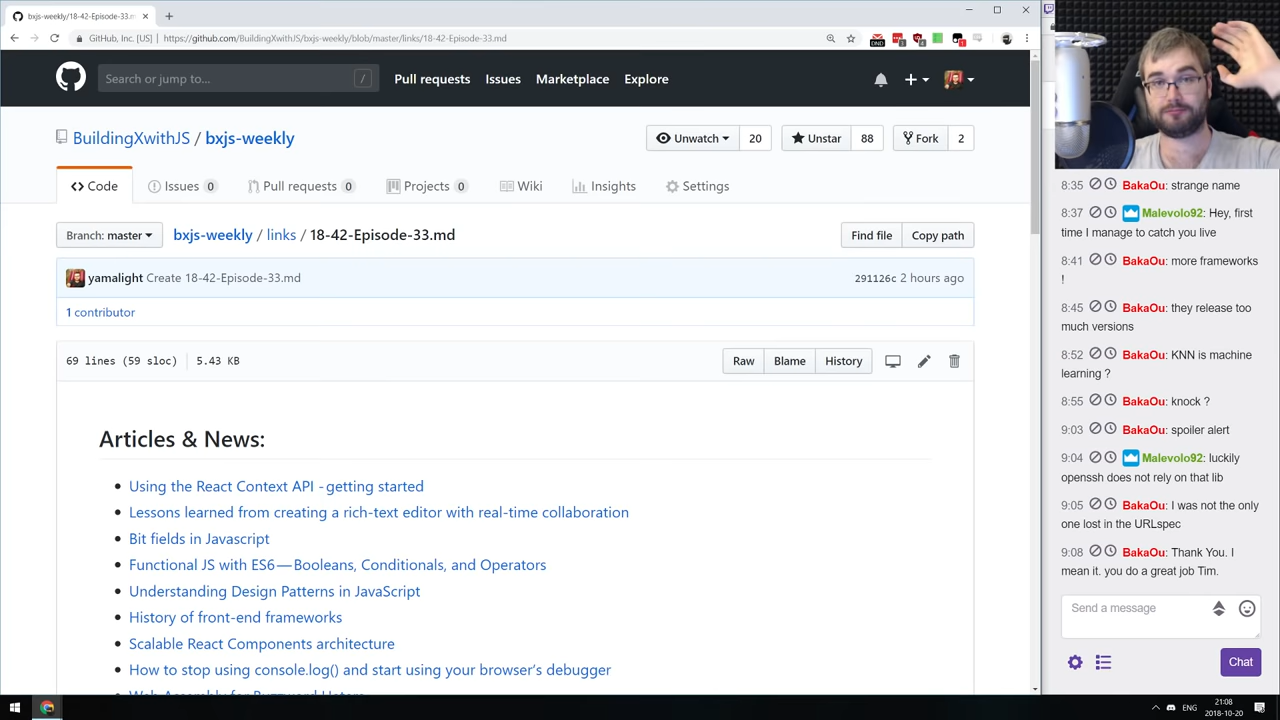 bxjs-weekly/18-42-Episode-33.m
GitHub, Inc. [US] | https://github.com/BuildingXwithJS/bxjs-weekly/blob/master/links/18-42-Episode-33.md
Search or jump to... /
Pull requests Issues Marketplace Explore
BuildingXwithJS / bxjs-weekly
Unwatch 20 Unstar 88 Fork 2
Code Issues 0 Pull requests 0 Projects 0 Wiki Insights Settings
Branch: master bxjs-weekly / links / 18-42-Episode-33.md Find file Copy path
yamalight Create 18-42-Episode-33.md 291126c 2 hours ago
1 contributor
69 lines (59 sloc) 5.43 KB Raw Blame History
Articles & News:
Using the React Context API - getting started
Lessons learned from creating a rich-text editor with real-time collaboration
Bit fields in Javascript
Functional JS with ES6 — Booleans, Conditionals, and Operators
Understanding Design Patterns in JavaScript
History of front-end frameworks
Scalable React Components architecture
How to stop using console.log() and start using your browser's debugger
8:35 BakaOu: strange name
8:37 Malevolo92: Hey, first
time I manage to catch you live
8:41 BakaOu: more frameworks
!
8:45 BakaOu: they release too
much versions
8:52 BakaOu: KNN is machine
learning ?
8:55 BakaOu: knock ?
9:03 BakaOu: spoiler alert
9:04 Malevolo92: luckily
openssh does not rely on that lib
9:05 BakaOu: I was not the only
one lost in the URLspec
9:08 BakaOu: Thank You. I
mean it. you do a great job Tim.
Send a message
Chat
ENG
21:08
2018-10-20